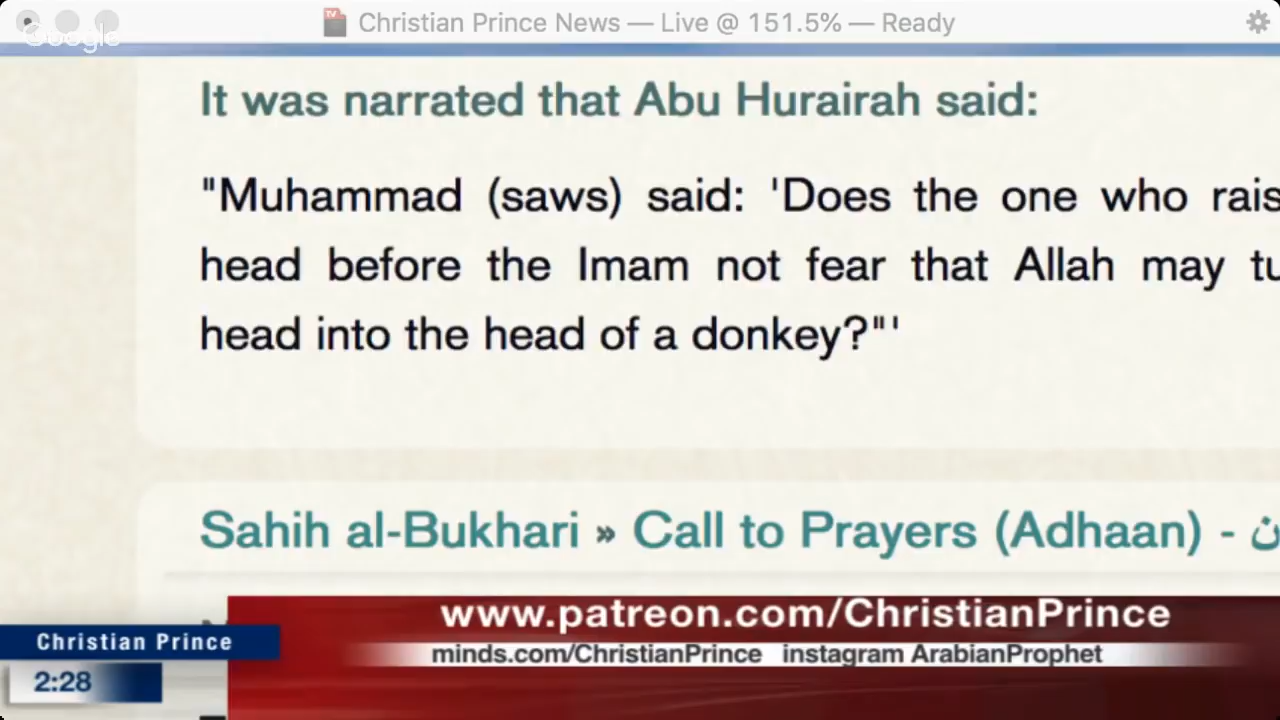 Christian Prince News — Live @ 151.5% — Ready
Google
It was narrated that Abu Hurairah said:
"Muhammad (saws) said: 'Does the one who rais
head before the Imam not fear that Allah may tu
head into the head of a donkey?"'
Sahih al-Bukhari » Call to Prayers (Adhaan) - ن
www.patreon.com/ChristianPrince
Christian Prince
minds.com/ChristianPrince instagram ArabianProphet
2:28